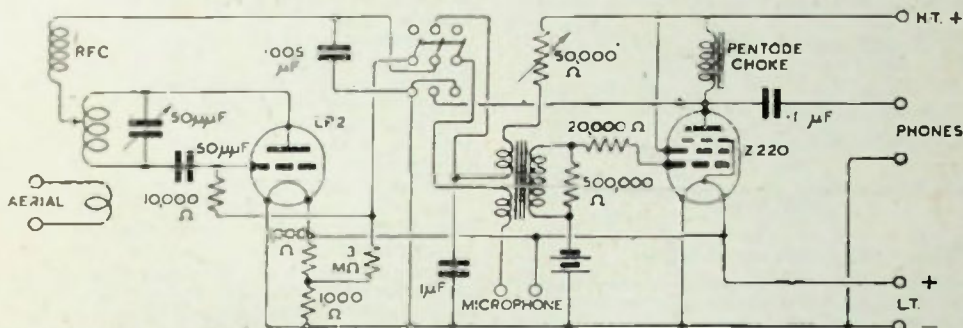 RFC
·005
µF
50,000
Ω
PENTODE
CHOKE
H.T. +
50µµF
50µµF
LP2
20,000 Ω
Z220
·1 µF
PHONES
AERIAL
10,000
Ω
500,000
Ω
Ω
3
MΩ
1µF
1000
Ω
MICROPHONE
+
L.T.